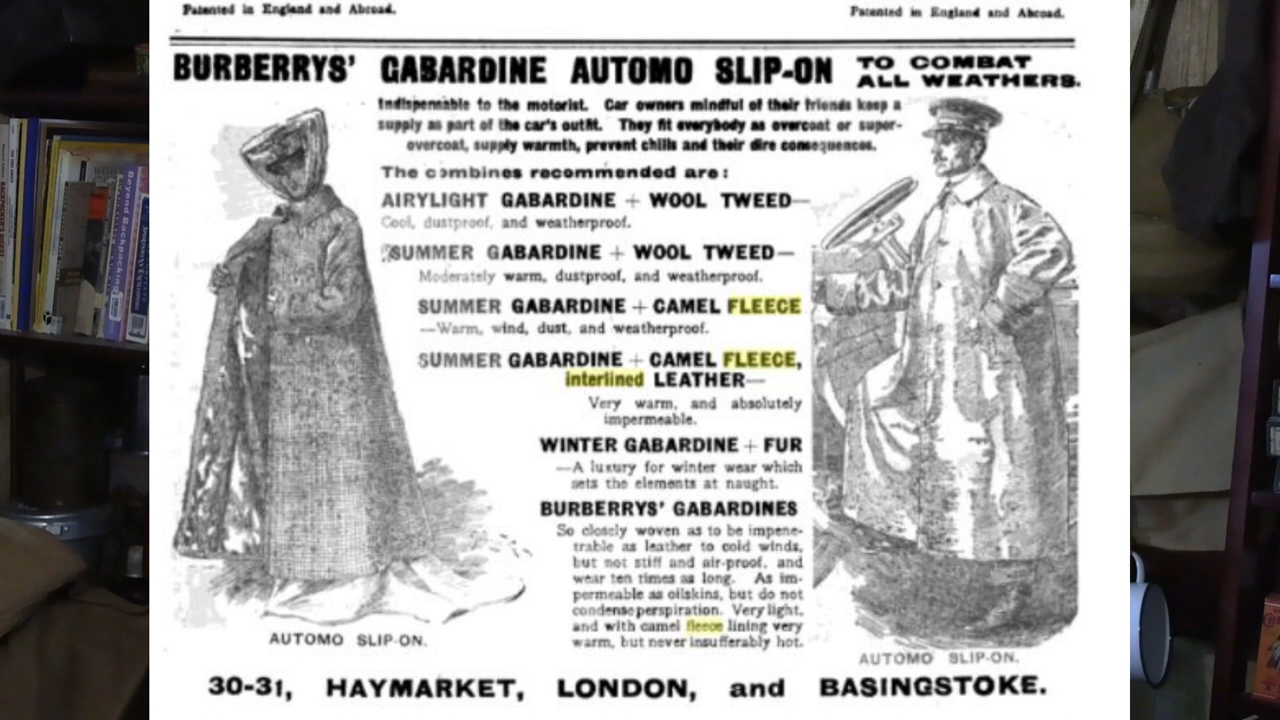 Patented in England and Abroad.
Patented in England and Abroad.
BURBERRYS' GABARDINE AUTOMO SLIP-ON TO COMBAT
ALL WEATHERS.
Indispensable to the motorist. Car owners mindful of their friends keep a
supply as part of the car's outfit. They fit everybody as overcoat or super-
overcoat, supply warmth, prevent chills and their dire consequences.
The combines recommended are:
AIRYLIGHT GABARDINE + WOOL TWEED—
Cool, dustproof, and weatherproof.
SUMMER GABARDINE + WOOL TWEED—
Moderately warm, dustproof, and weatherproof.
SUMMER GABARDINE + CAMEL FLEECE
—Warm, wind, dust, and weatherproof.
SUMMER GABARDINE + CAMEL FLEECE,
interlined LEATHER—
Very warm, and absolutely
impermeable.
WINTER GABARDINE + FUR
—A luxury for winter wear which
sets the elements at naught.
BURBERRYS' GABARDINES
So closely woven as to be impene-
trable as leather to cold winds,
but not stiff and air-proof, and
wear ten times as long. As im-
permeable as oilskins, but do not
condense perspiration. Very light,
and with camel fleece lining very
warm, but never insufferably hot.
AUTOMO SLIP-ON.
AUTOMO SLIP-ON.
30-31, HAYMARKET, LONDON, and BASINGSTOKE.
Beyond Backpacking